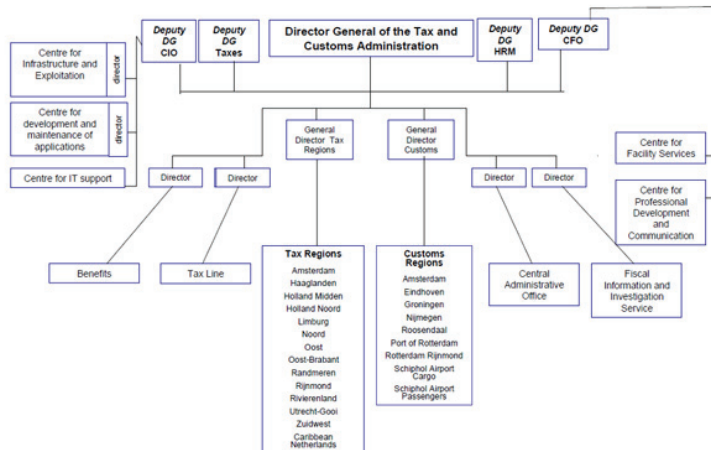 Deputy
DG
CIO
Deputy
DG
Taxes
Director General of the Tax and
Customs Administration
Deputy
DG
HRM
Deputy DG
CFO
Centre for
Infrastructure and
Exploitation
director
Centre for
development and
maintenance of
applications
director
Centre for IT support
General
Director Tax
Regions
General
Director
Customs
Centre for
Facility Services
Centre for
Professional
Development
and
Communication
Director
Director
Director
Director
Benefits
Tax Line
Tax Regions
Amsterdam
Haaglanden
Holland Midden
Holland Noord
Limburg
Noord
Oost
Oost-Brabant
Randmeren
Rijnmond
Rivierenland
Utrecht-Gooi
Zuidwest
Caribbean
Netherlands
Customs
Regions
Amsterdam
Eindhoven
Groningen
Nijmegen
Roosendaal
Port of Rotterdam
Rotterdam Rijnmond
Schiphol Airport
Cargo
Schiphol Airport
Passengers
Central
Administrative
Office
Fiscal
Information and
Investigation
Service